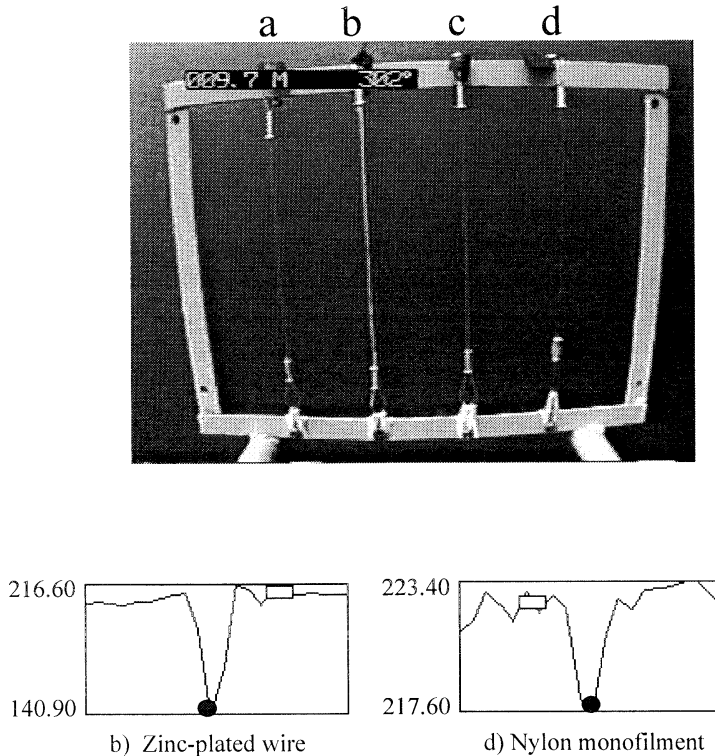 a b c d
009.7 M 302°
216.60
140.90
b) Zinc-plated wire
223.40
217.60
d) Nylon monofilment